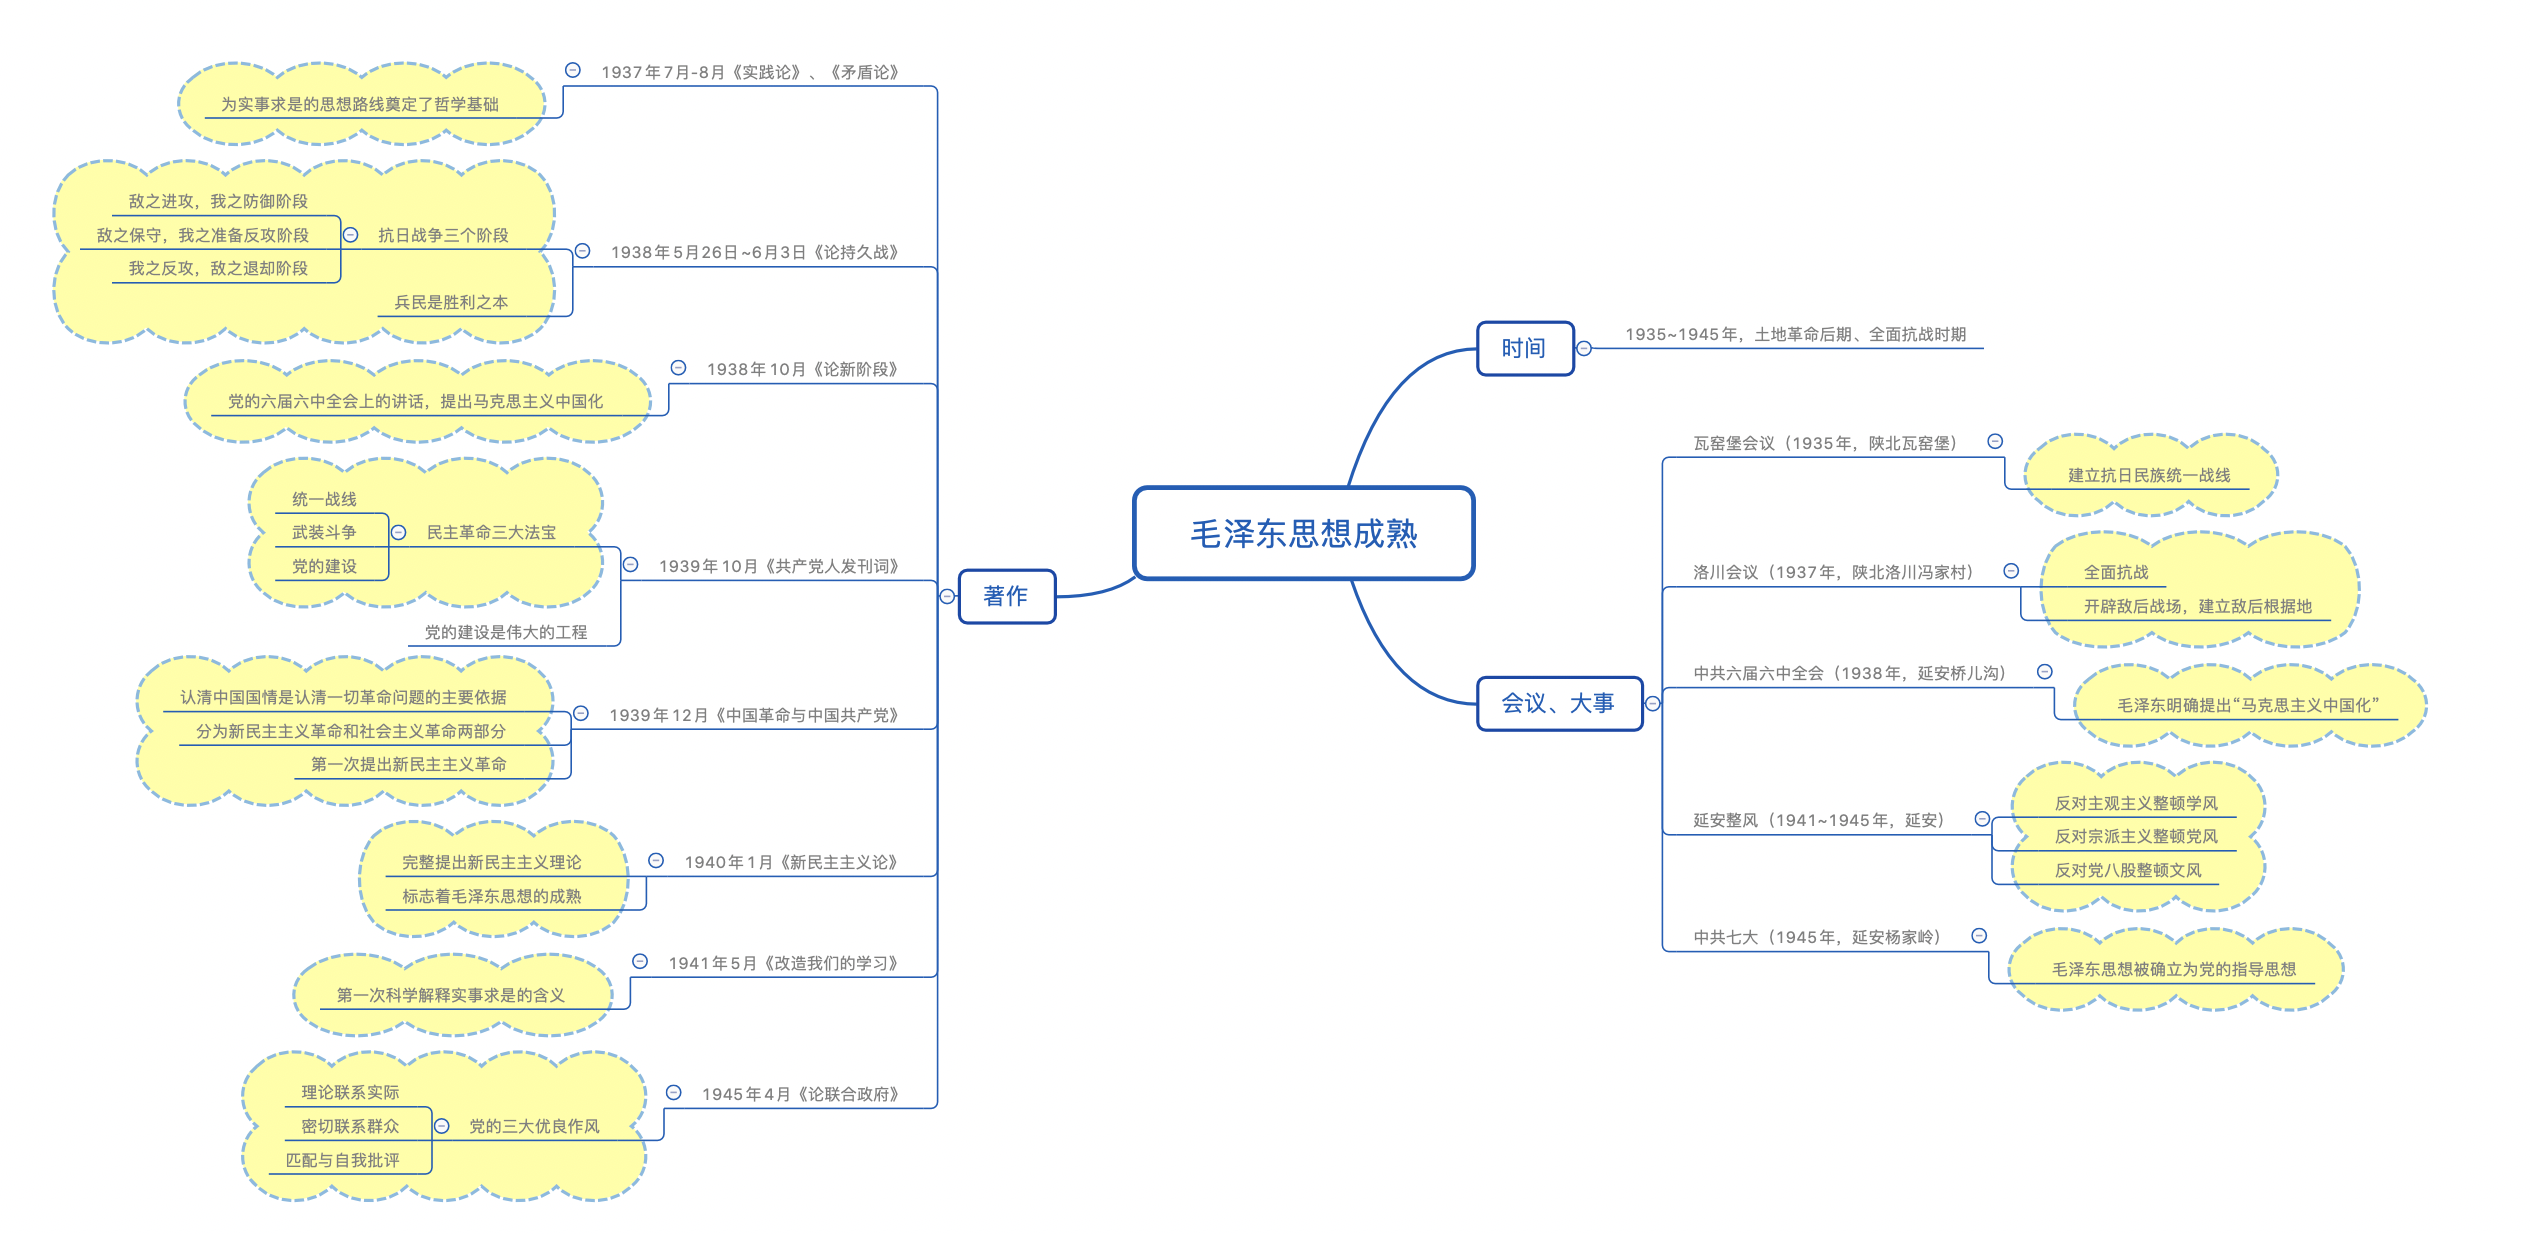 毛泽东思想成熟
时间
1935~1945年，土地革命后期、全面抗战时期
会议、大事
瓦窑堡会议（1935年，陕北瓦窑堡）
建立抗日民族统一战线
洛川会议（1937年，陕北洛川冯家村）
全面抗战
开辟敌后战场，建立敌后根据地
中共六届六中全会（1938年，延安桥儿沟）
毛泽东明确提出“马克思主义中国化”
延安整风（1941~1945年，延安）
反对主观主义整顿学风
反对宗派主义整顿党风
反对党八股整顿文风
中共七大（1945年，延安杨家岭）
毛泽东思想被确立为党的指导思想
著作
1937年7月-8月《实践论》、《矛盾论》
为实事求是的思想路线奠定了哲学基础
1938年5月26日~6月3日《论持久战》
抗日战争三个阶段
敌之进攻，我之防御阶段
敌之保守，我之准备反攻阶段
我之反攻，敌之退却阶段
兵民是胜利之本
1938年10月《论新阶段》
党的六届六中全会上的讲话，提出马克思主义中国化
1939年10月《共产党人发刊词》
民主革命三大法宝
统一战线
武装斗争
党的建设
党的建设是伟大的工程
1939年12月《中国革命与中国共产党》
认清中国国情是认清一切革命问题的主要依据
分为新民主主义革命和社会主义革命两部分
第一次提出新民主主义革命
1940年1月《新民主主义论》
完整提出新民主主义理论
标志着毛泽东思想的成熟
1941年5月《改造我们的学习》
第一次科学解释实事求是的含义
1945年4月《论联合政府》
党的三大优良作风
理论联系实际
密切联系群众
匹配与自我批评